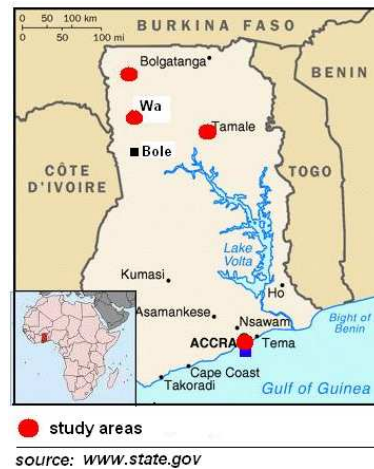 0 50 100 km
0 50 100 mi
BURKINA FASO
Bolgatanga
BENIN
Wa
Tamale
Bole
CÔTE
D'IVOIRE
TOGO
Lake
Volta
Kumasi
Ho
Asamankese
Nsawam
Bight of
Benin
ACCRA
Tema
Cape Coast
Takoradi
Gulf of Guinea
study areas
source: www.state.gov